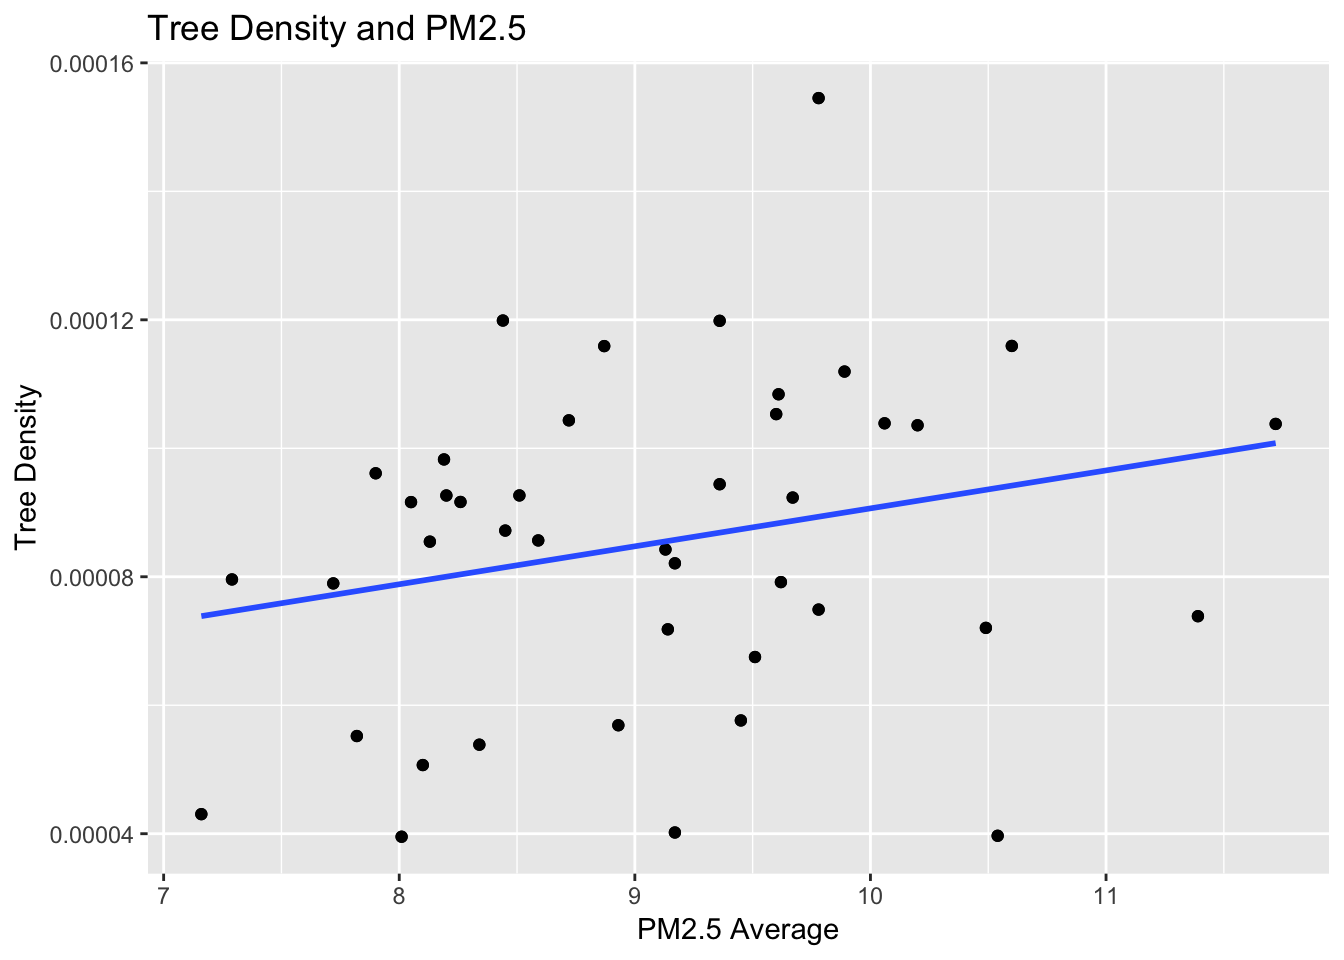 Tree Density and PM2.5
0.00016
0.00012
0.00008
0.00004
Tree Density
7 8 9 10 11
PM2.5 Average